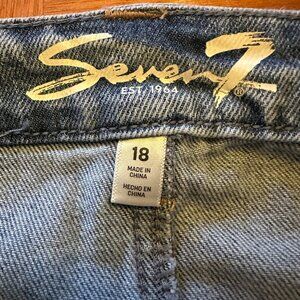 Seven7
EST. 1964
18
MADE IN
CHINA
HECHO EN
CHINA